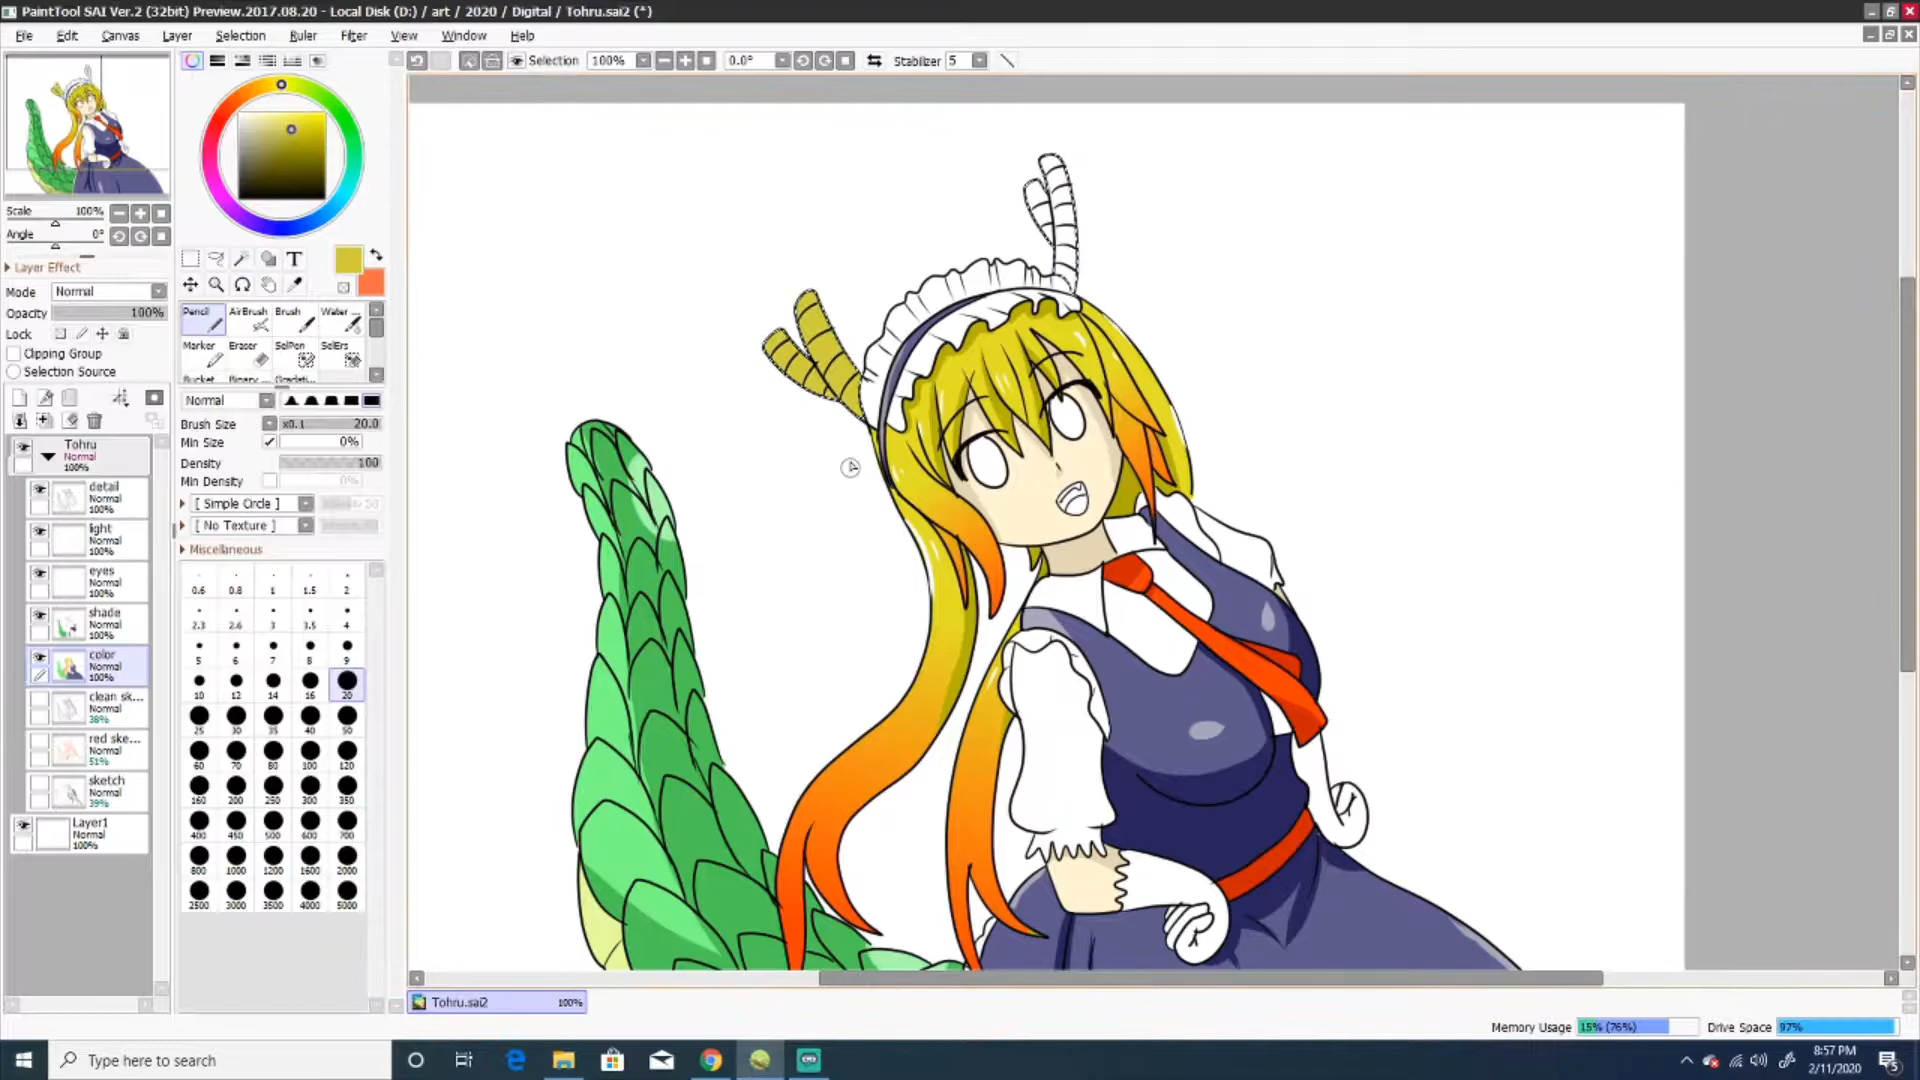 PaintTool SAI Ver.2 (32bit) Preview.2017.08.20 - Local Disk (D:) / art / 2020 / Digital / Tohru.sai2 (*)
File Edit Canvas Layer Selection Ruler Filter View Window Help
Selection 100% 0.0° Stabilizer 5
Scale 100%
Angle 0°
Layer Effect
Mode Normal
Opacity 100%
Lock
Clipping Group
Selection Source
Tohru
Normal
100%
detail
Normal
100%
light
Normal
100%
eyes
Normal
100%
shade
Normal
100%
color
Normal
100%
clean sk...
Normal
38%
red ske...
Normal
51%
sketch
Normal
39%
Layer1
Normal
100%
T
Pencil AirBrush Brush Water ...
Marker Eraser SelPen SelErs
Bucket Binary Gradati...
Normal
Brush Size x0.1 20.0
Min Size 0%
Density 100
Min Density 0%
[ Simple Circle ] 50
[ No Texture ]
Miscellaneous
0.6 0.8 1 1.5 2
2.3 2.6 3 3.5 4
5 6 7 8 9
10 12 14 16 20
25 30 35 40 50
60 70 80 100 120
160 200 250 300 350
400 450 500 600 700
800 1000 1200 1600 2000
2500 3000 3500 4000 5000
Tohru.sai2 100%
Memory Usage 15% (76%) Drive Space 97%
Type here to search
8:57 PM
2/11/2020
5